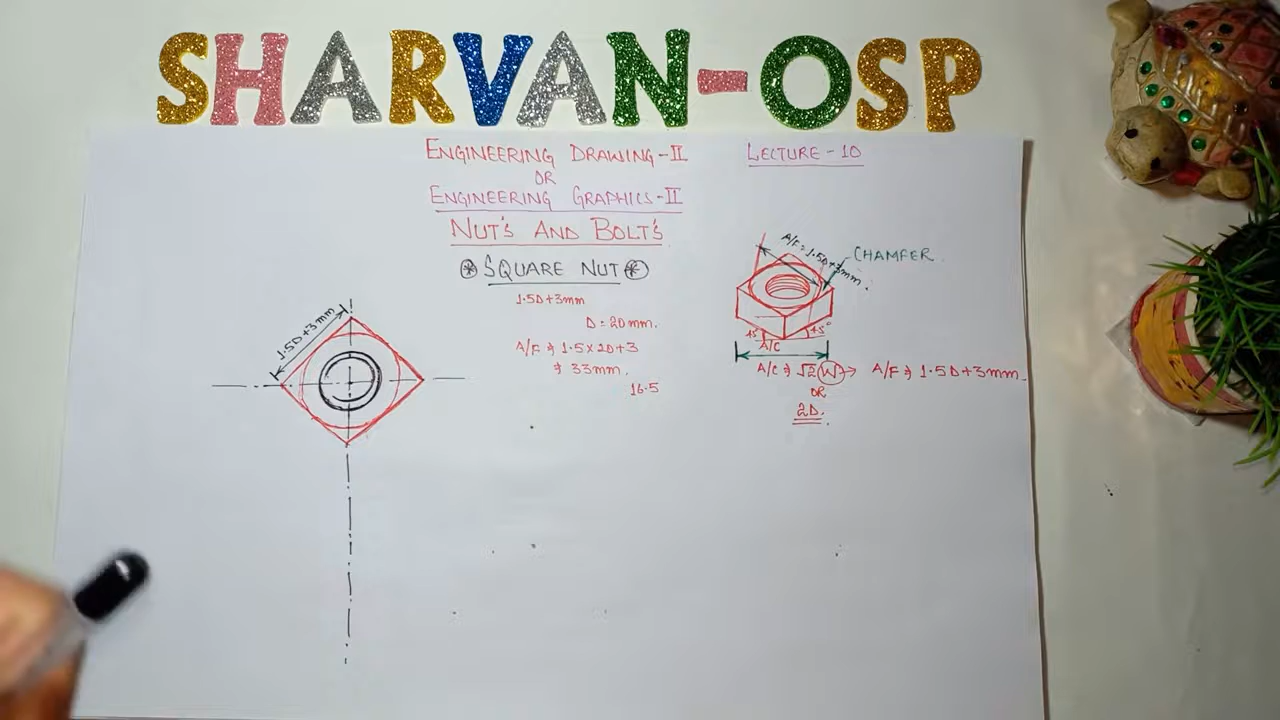 SHARVAN-OSP
ENGINEERING DRAWING-II
OR
ENGINEERING GRAPHICS-II
LECTURE-10
NUT'S AND BOLT'S
SQUARE NUT
1.5D+3mm
D=20mm.
A/F ⇒ 1.5×20+3
⇒ 33mm.
16.5
1.5D+3mm
A/F=1.5D+3mm.
CHAMFER
45
45°
A/C
A/C ⇒ √2 W → A/F ⇒ 1.5D+3mm.
OR
2D.